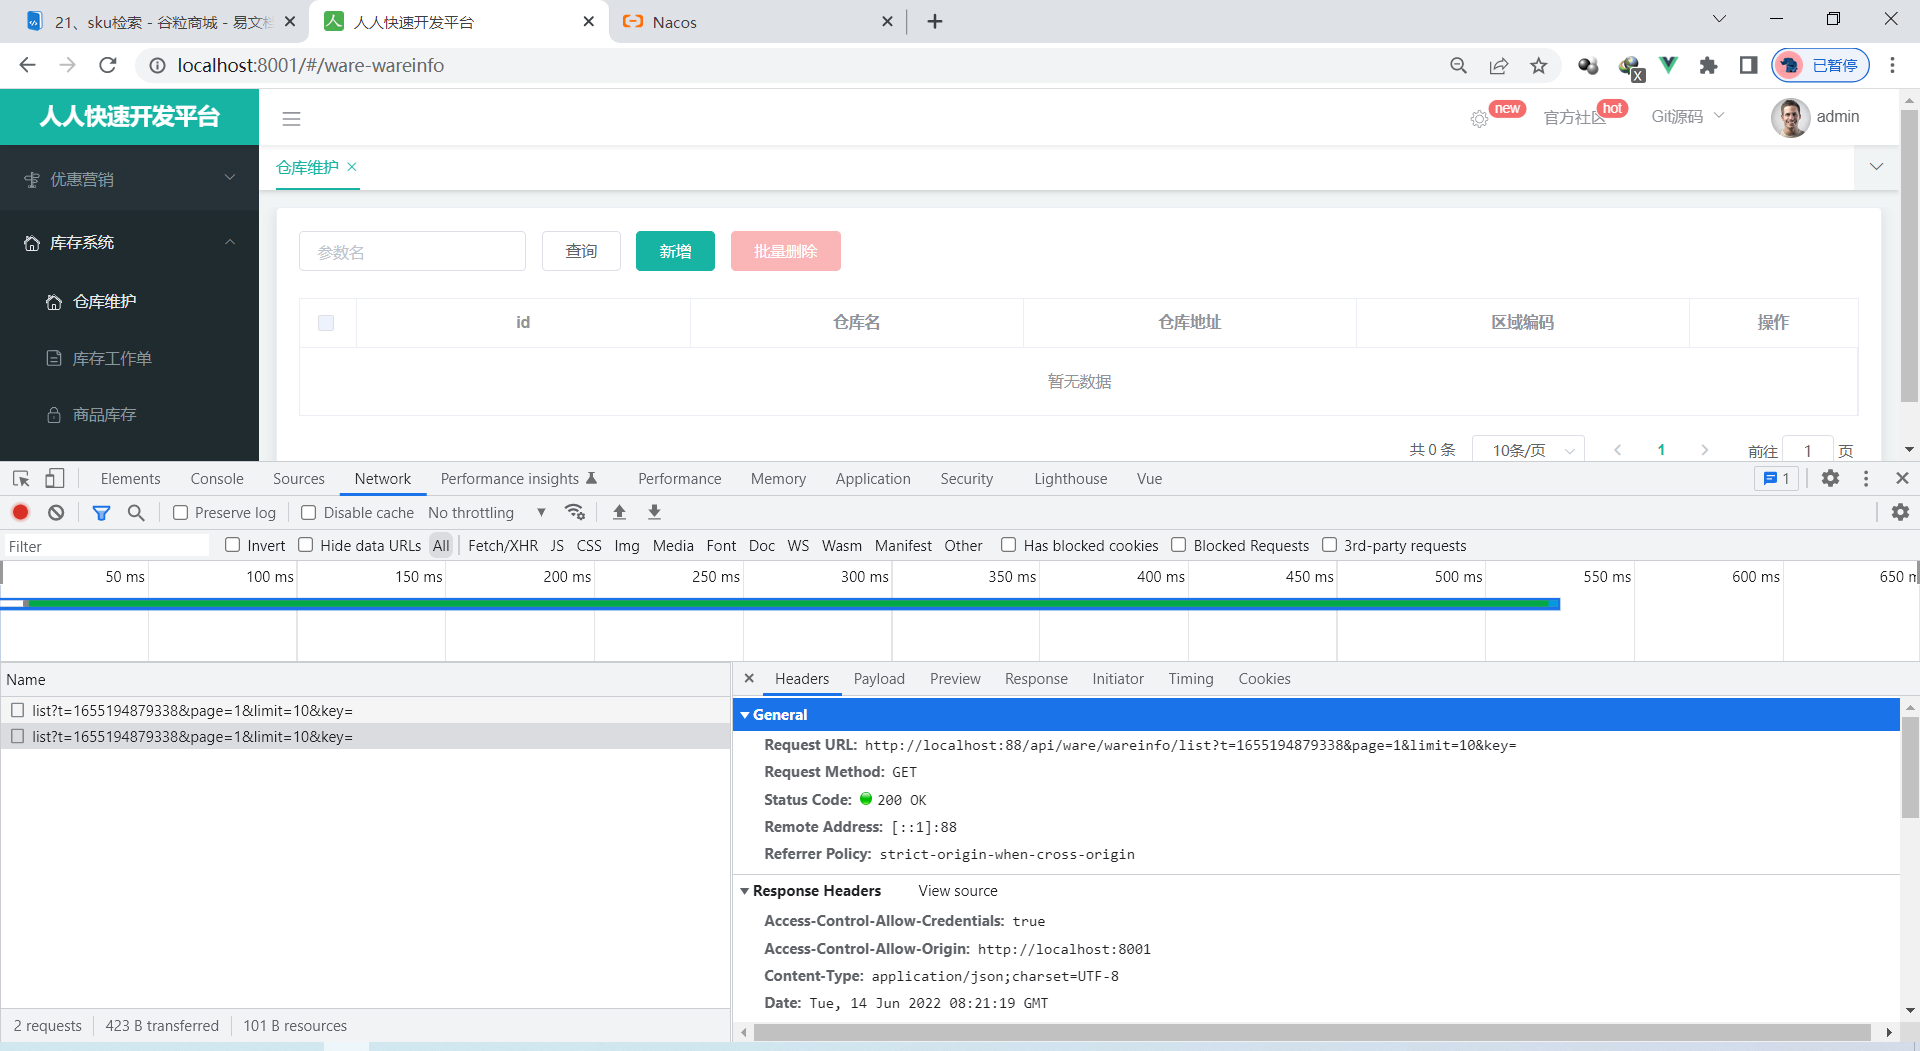 21、sku检索 - 谷粒商城 - 易文档
人人快速开发平台
Nacos
localhost:8001/#/ware-wareinfo
已暂停
人人快速开发平台
new
官方社区
hot
Git源码
admin
优惠营销
仓库维护
库存系统
参数名
查询
新增
批量删除
仓库维护
id
仓库名
仓库地址
区域编码
操作
库存工作单
暂无数据
商品库存
共 0 条
10条/页
1
前往
1
页
Elements
Console
Sources
Network
Performance insights
Performance
Memory
Application
Security
Lighthouse
Vue
1
Preserve log
Disable cache
No throttling
Filter
Invert
Hide data URLs
All
Fetch/XHR
JS
CSS
Img
Media
Font
Doc
WS
Wasm
Manifest
Other
Has blocked cookies
Blocked Requests
3rd-party requests
50 ms
100 ms
150 ms
200 ms
250 ms
300 ms
350 ms
400 ms
450 ms
500 ms
550 ms
600 ms
650 m
Name
Headers
Payload
Preview
Response
Initiator
Timing
Cookies
list?t=1655194879338&page=1&limit=10&key=
list?t=1655194879338&page=1&limit=10&key=
General
Request URL: http://localhost:88/api/ware/wareinfo/list?t=1655194879338&page=1&limit=10&key=
Request Method: GET
Status Code: 200 OK
Remote Address: [::1]:88
Referrer Policy: strict-origin-when-cross-origin
Response Headers
View source
Access-Control-Allow-Credentials: true
Access-Control-Allow-Origin: http://localhost:8001
Content-Type: application/json;charset=UTF-8
Date: Tue, 14 Jun 2022 08:21:19 GMT
2 requests
423 B transferred
101 B resources